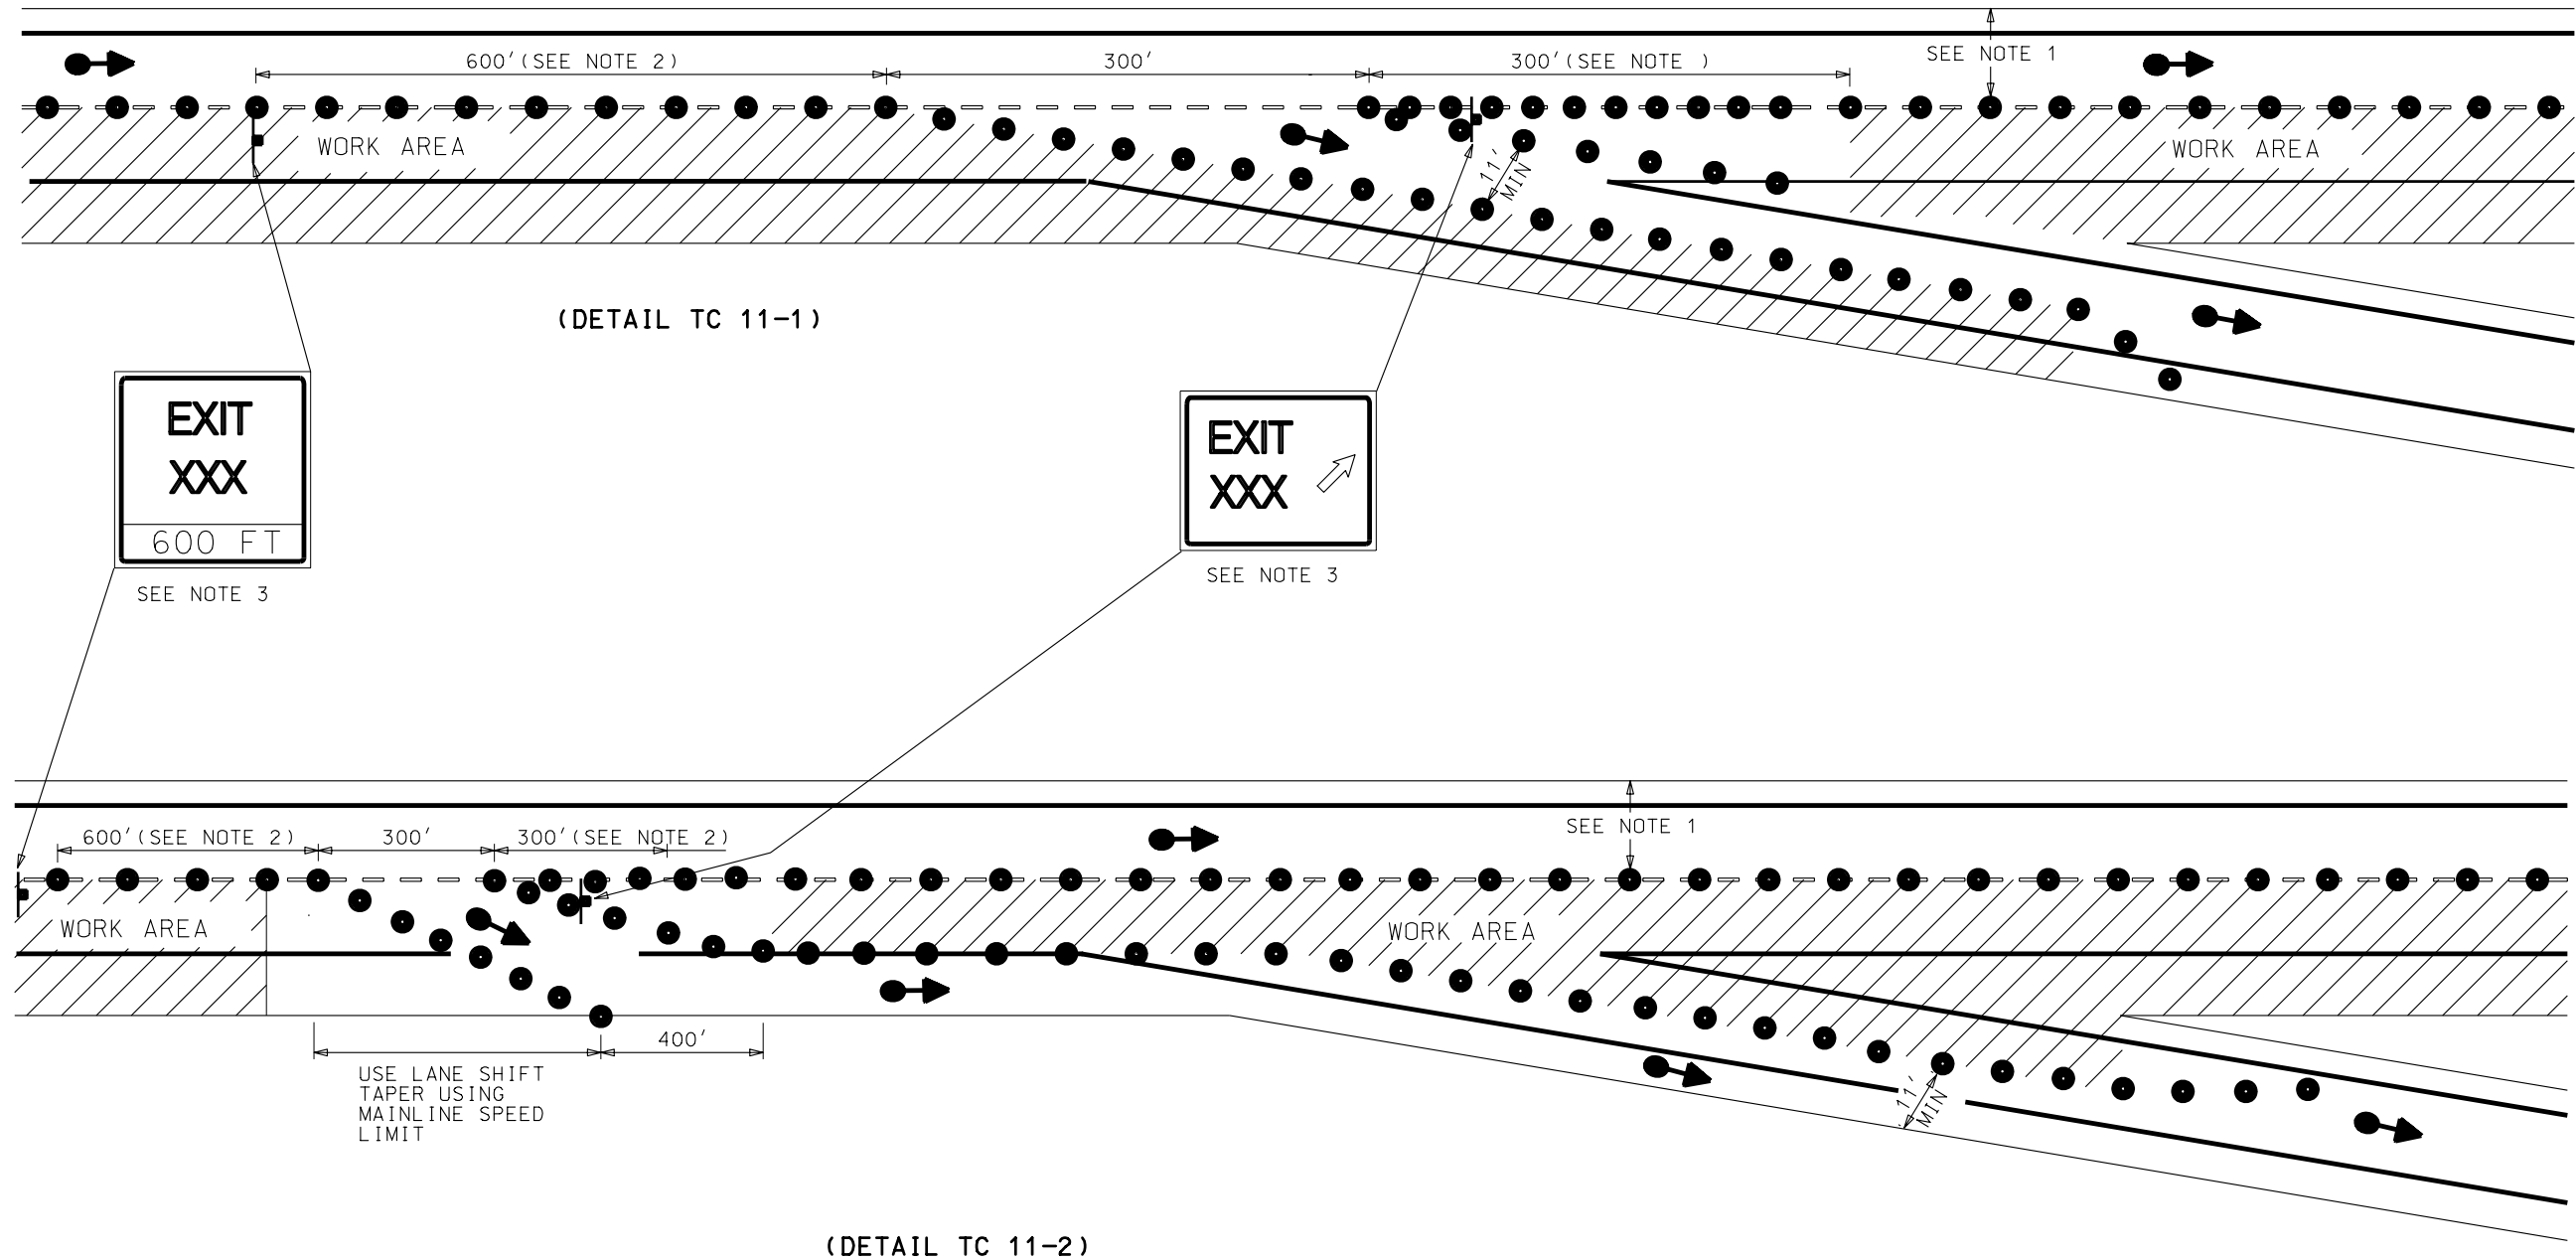 600'(SEE NOTE 2)
300'
300'(SEE NOTE )
SEE NOTE 1
WORK AREA
WORK AREA
11'
MIN
(DETAIL TC 11-1)
EXIT
XXX
600 FT
SEE NOTE 3
EXIT
XXX
SEE NOTE 3
600'(SEE NOTE 2)
300'
300'(SEE NOTE 2)
SEE NOTE 1
WORK AREA
WORK AREA
400'
USE LANE SHIFT
TAPER USING
MAINLINE SPEED
LIMIT
11'
MIN
(DETAIL TC 11-2)